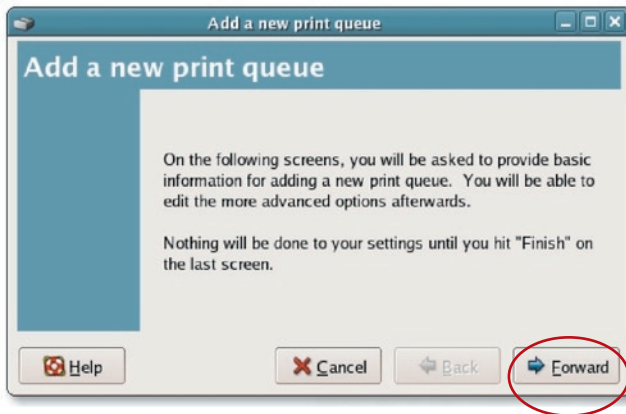 Add a new print queue
Add a new print queue
On the following screens, you will be asked to provide basic
information for adding a new print queue. You will be able to
edit the more advanced options afterwards.
Nothing will be done to your settings until you hit "Finish" on
the last screen.
Help
Cancel
Back
Forward